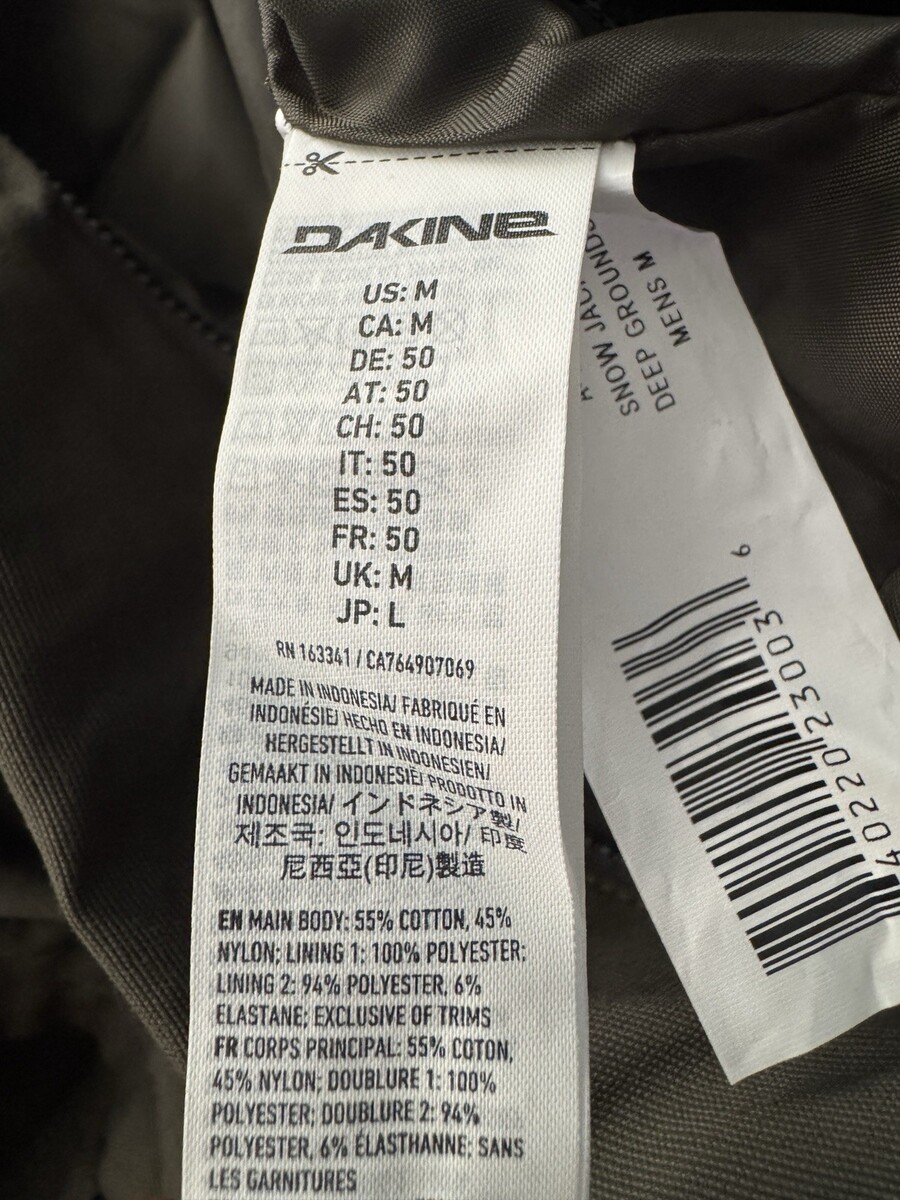 DAKINE
US: M
CA: M
DE: 50
AT: 50
CH: 50
IT: 50
ES: 50
FR: 50
UK: M
JP: L
RN 163341 / CA764907069
MADE IN INDONESIA/ FABRIQUÉ EN
INDONÉSIE/ HECHO EN INDONESIA/
HERGESTELLT IN INDONESIEN/
GEMAAKT IN INDONESIË/ PRODOTTO IN
INDONESIA/ インドネシア製/
제조국: 인도네시아/ 印度
尼西亞(印尼)製造
EN MAIN BODY: 55% COTTON, 45%
NYLON; LINING 1: 100% POLYESTER;
LINING 2: 94% POLYESTER, 6%
ELASTANE; EXCLUSIVE OF TRIMS
FR CORPS PRINCIPAL: 55% COTON,
45% NYLON; DOUBLURE 1: 100%
POLYESTER; DOUBLURE 2: 94%
POLYESTER, 6% ÉLASTHANNE; SANS
LES GARNITURES
SNOW
DEEP
MENS M
4 02202 23003 6